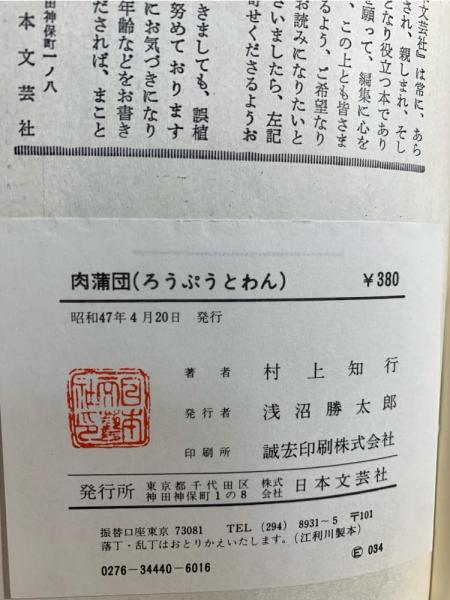 文芸社』は常に、あら
され、親しまれ、そし
となり役立つ本であり
を願って、編集に心を
、この上とも皆さま
るよう、ご希望なり
お読みになりたいと
さいましたら、左記
寄せくださるようお
きましても、誤植
努めております
にお気づきになり
年齢などをお書き
だされば、まこと
田神保町一ノ八
本文芸社
肉蒲団(ろうぷうとわん) ¥380
昭和47年4月20日 発行
著者 村上知行
発行者 浅沼勝太郎
印刷所 誠宏印刷株式会社
発行所 東京都千代田区神田神保町1の8 株式会社 日本文芸社
振替口座東京 73081 TEL (294) 8931~5 〒101
落丁・乱丁はおとりかえいたします。(江利川製本)
Ⓔ 034
0276-34440-6016
日本文芸社印